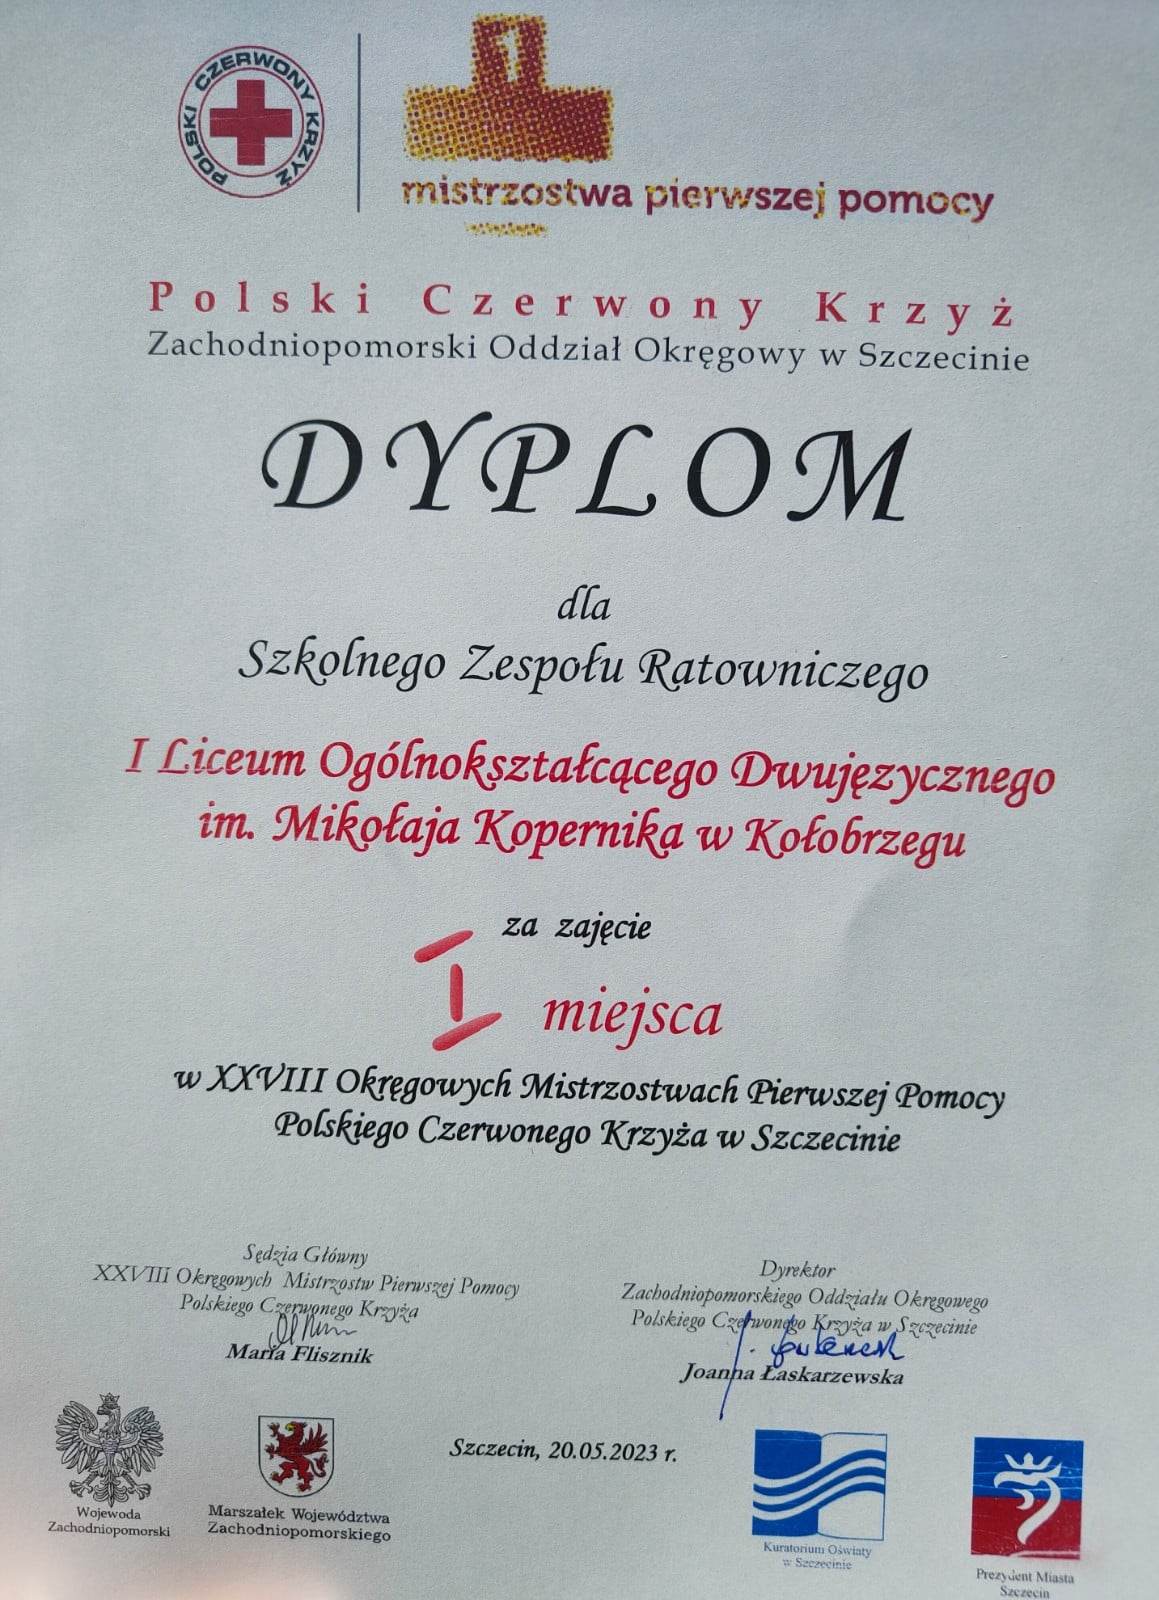 POLSKI CZERWONY KRZYŻ
1
mistrzostwa pierwszej pomocy
Polski Czerwony Krzyż
Zachodniopomorski Oddział Okręgowy w Szczecinie
DYPLOM
dla
Szkolnego Zespołu Ratowniczego
I Liceum Ogólnokształcącego Dwujęzycznego
im. Mikołaja Kopernika w Kołobrzegu
za zajęcie
I miejsca
w XXVIII Okręgowych Mistrzostwach Pierwszej Pomocy
Polskiego Czerwonego Krzyża w Szczecinie
Sędzia Główny
XXVIII Okręgowych Mistrzostw Pierwszej Pomocy
Polskiego Czerwonego Krzyża
Maria Flisznik
Dyrektor
Zachodniopomorskiego Oddziału Okręgowego
Polskiego Czerwonego Krzyża w Szczecinie
Joanna Łaskarzewska
Szczecin, 20.05.2023 r.
Wojewoda
Zachodniopomorski
Marszałek Województwa
Zachodniopomorskiego
Kuratorium Oświaty
w Szczecinie
Prezydent Miasta
Szczecin